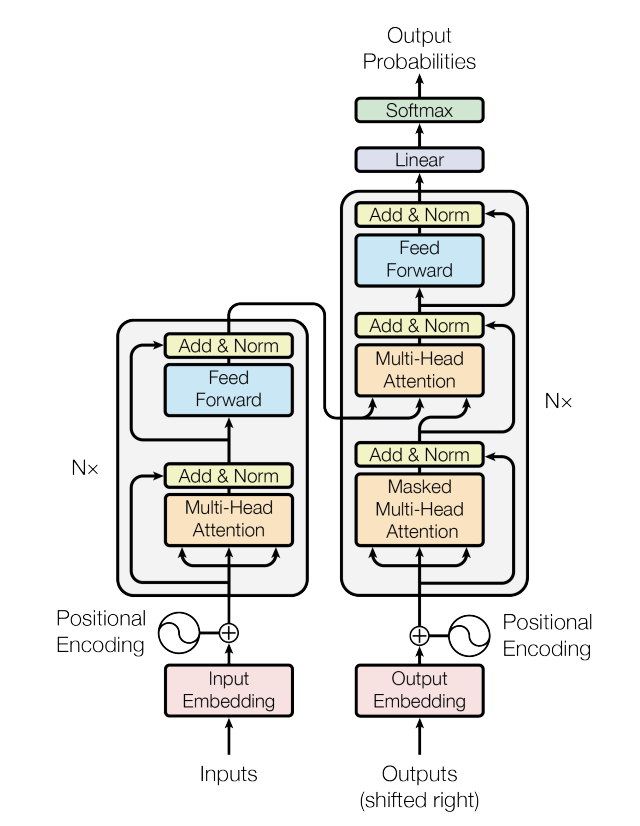 Output
Probabilities
Softmax
Linear
Add & Norm
Feed
Forward
Add & Norm
Multi-Head
Attention
Add & Norm
Masked
Multi-Head
Attention
Nx
Positional
Encoding
Output
Embedding
Outputs
(shifted right)
Add & Norm
Feed
Forward
Add & Norm
Multi-Head
Attention
N×
Positional
Encoding
Input
Embedding
Inputs